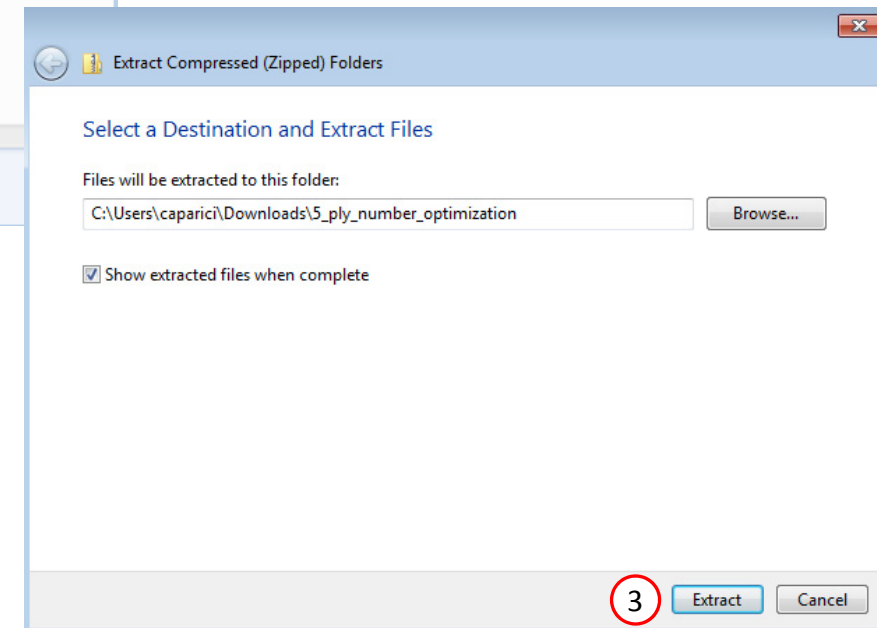 Extract Compressed (Zipped) Folders
Select a Destination and Extract Files
Files will be extracted to this folder:
C:\Users\caparici\Downloads\5_ply_number_optimization
Browse...
Show extracted files when complete
3 Extract Cancel